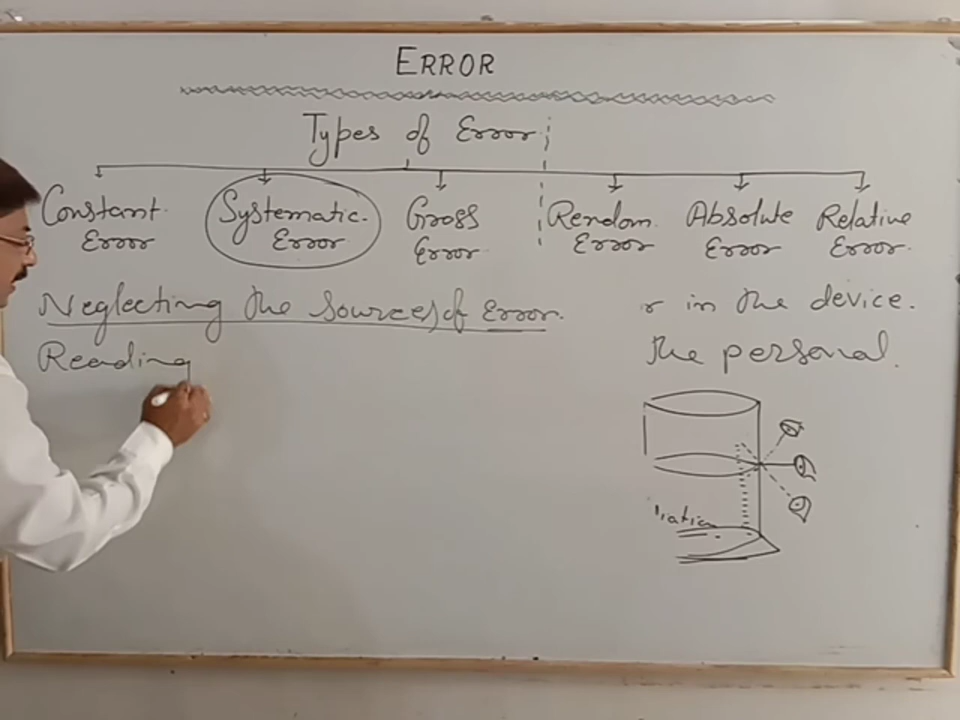 ERROR
Types of Error
Constant Error
Systematic Error
Gross Error
Rendom Error
Absolute Error
Relative Error
Neglecting the Sources of Error.
r in the device.
Reading
the personal.